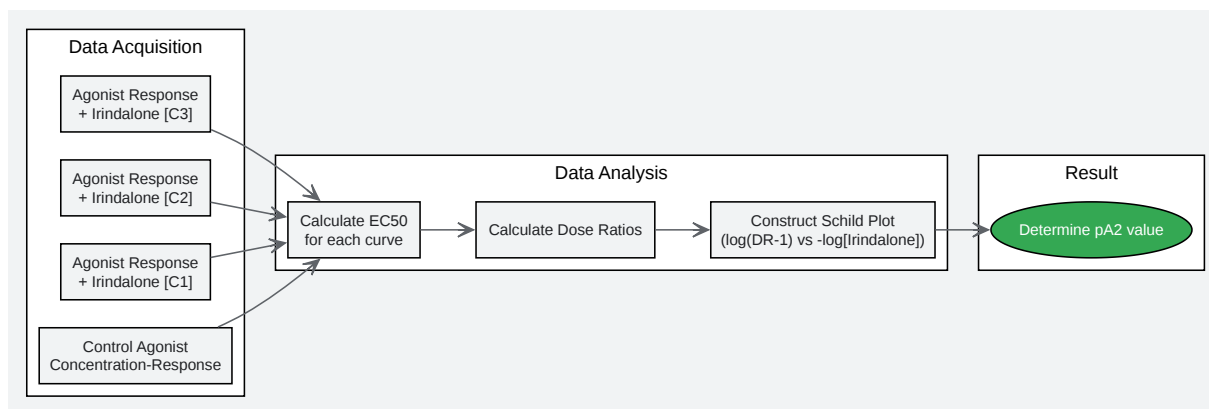 Data Acquisition
Agonist Response
+ Irindalone [C3]
Agonist Response
+ Irindalone [C2]
Agonist Response
+ Irindalone [C1]
Control Agonist
Concentration-Response
Data Analysis
Calculate EC50
for each curve
Calculate Dose Ratios
Construct Schild Plot
(log(DR-1) vs -log[Irindalone])
Result
Determine pA2 value